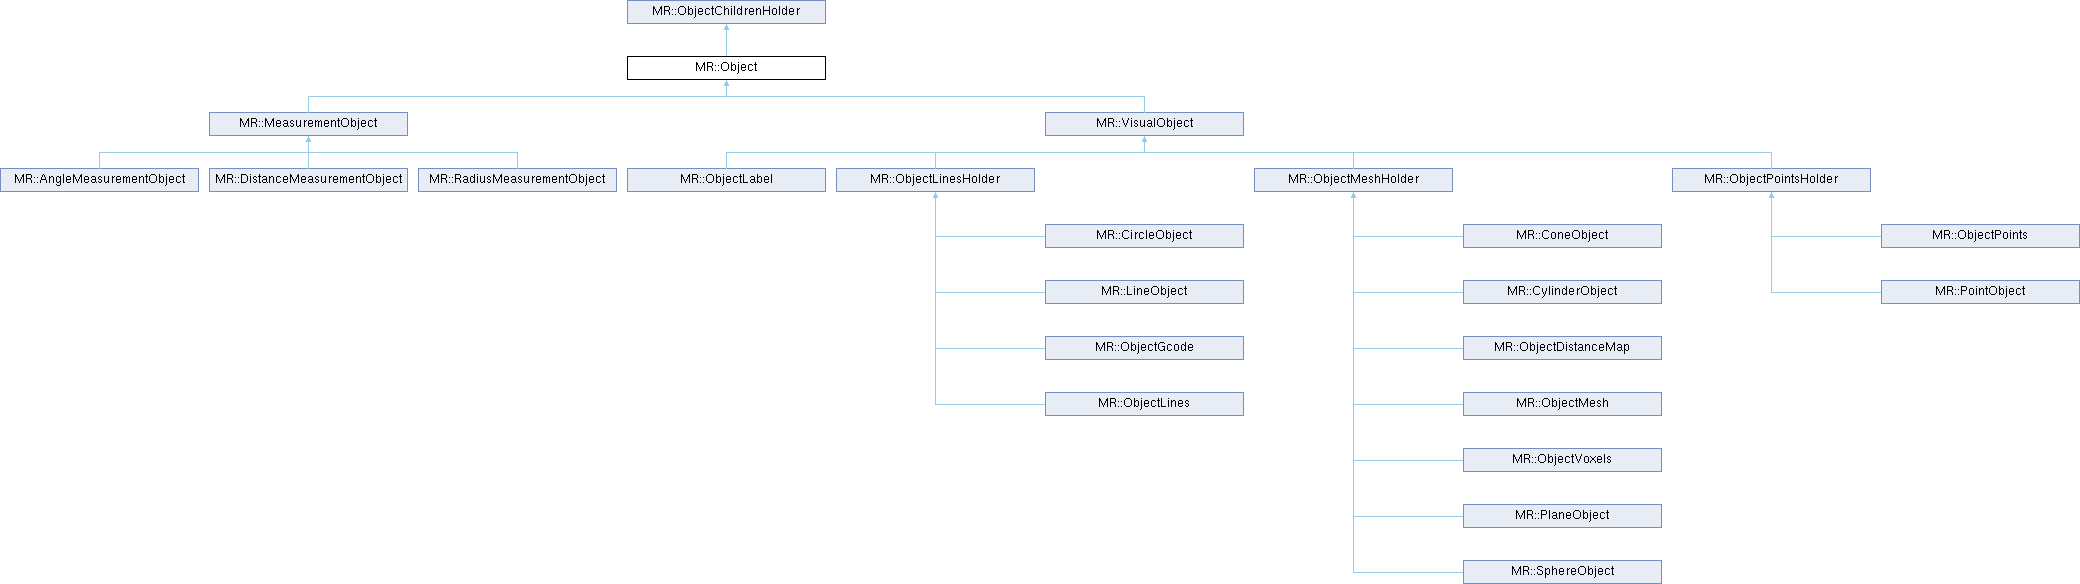 MR::ObjectChildrenHolder
MR::Object
MR::MeasurementObject
MR::VisualObject
MR::AngleMeasurementObject
MR::DistanceMeasurementObject
MR::RadiusMeasurementObject
MR::ObjectLabel
MR::ObjectLinesHolder
MR::ObjectMeshHolder
MR::ObjectPointsHolder
MR::CircleObject
MR::ConeObject
MR::ObjectPoints
MR::LineObject
MR::CylinderObject
MR::PointObject
MR::ObjectGcode
MR::ObjectDistanceMap
MR::ObjectLines
MR::ObjectMesh
MR::ObjectVoxels
MR::PlaneObject
MR::SphereObject